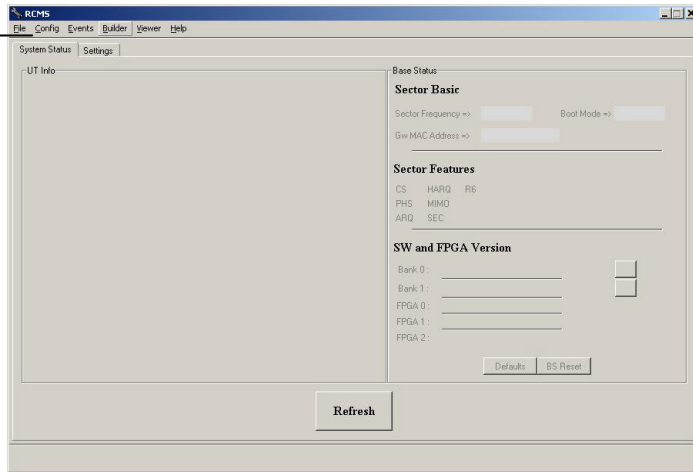 RCMS
File Config Events Builder Viewer Help
System Status Settings
UT Info
Base Status
Sector Basic
Sector Frequency => Boot Mode =>
Gw MAC Address =>
Sector Features
CS HARQ R6
PHS MIMO
ARQ SEC
SW and FPGA Version
Bank 0 :
Bank 1 :
FPGA 0 :
FPGA 1 :
FPGA 2 :
Defaults BS Reset
Refresh